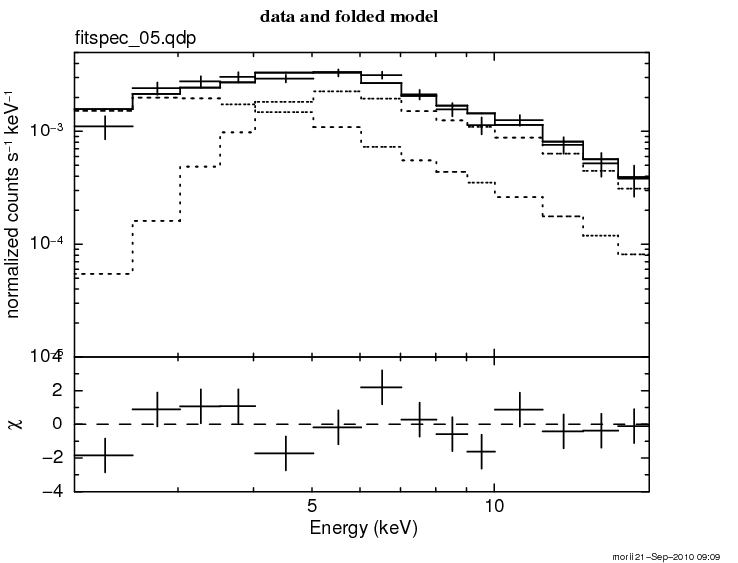 data and folded model
fitspec_05.qdp
normalized counts s⁻¹ keV⁻¹
10⁻³
10⁻⁴
10⁻⁵
4
2
0
−2
−4
χ
5
10
Energy (keV)
morii 21−Sep−2010 09:09